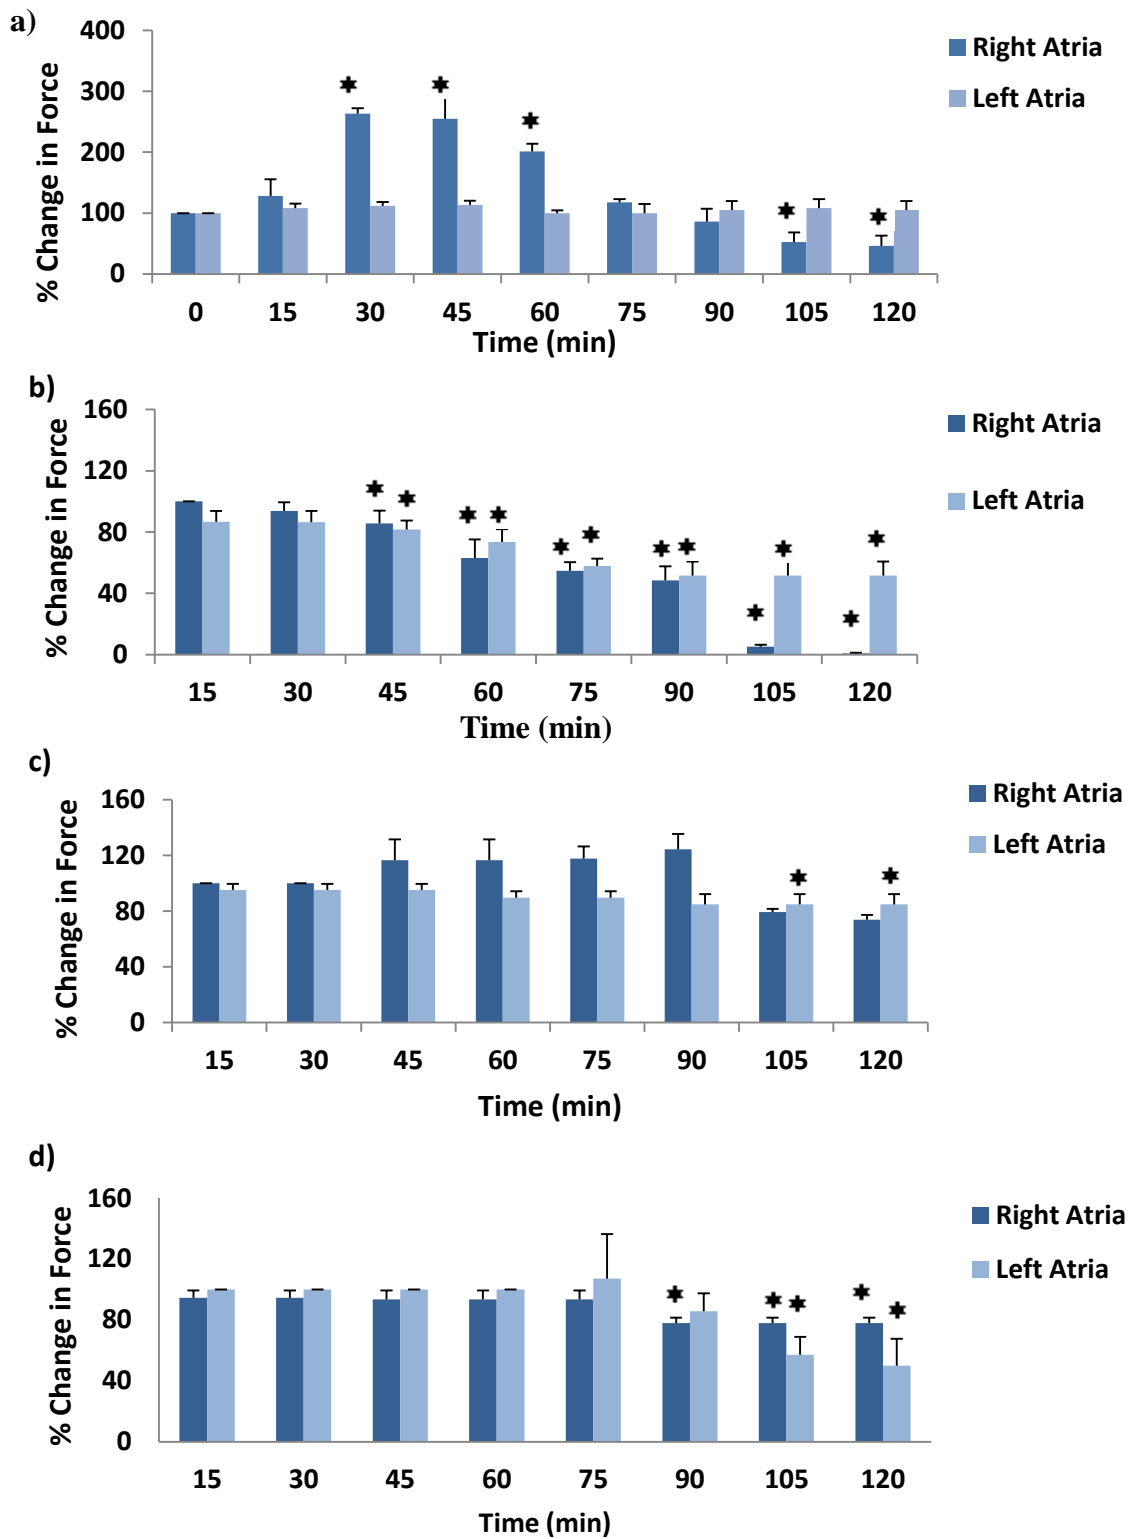 a)
400
300
200
100
0
% Change in Force
Right Atria
Left Atria
0 15 30 45 60 75 90 105 120
Time (min)
b)
160
120
80
40
0
% Change in Force
Right Atria
Left Atria
15 30 45 60 75 90 105 120
Time (min)
c)
160
120
80
40
0
% Change in Force
Right Atria
Left Atria
15 30 45 60 75 90 105 120
Time (min)
d)
160
120
80
40
0
% Change in Force
Right Atria
Left Atria
15 30 45 60 75 90 105 120
Time (min)